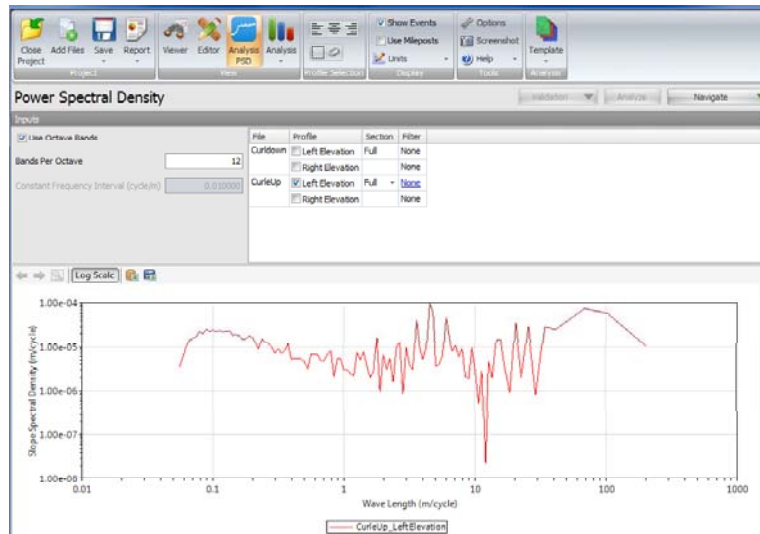 Close Project
Add Files
Save
Report
Viewer
Editor
Analysis PSD
Analysis
Show Events
Use Mileposts
Units
Options
Screenshot
Help
Template
Project
View
Profile Selection
Display
Tools
Analysis
Power Spectral Density
Validation
Analyze
Navigate
Inputs
Use Octave Bands
Bands Per Octave 12
Constant Frequency Interval (cycle/m) 0.010000
File Profile Section Filter
Curldown Left Elevation Full None
Right Elevation None
CurleUp Left Elevation Full None
Right Elevation None
Log Scale
1.00e-04
1.00e-05
1.00e-06
1.00e-07
1.00e-08
Slope Spectral Density (m/cycle)
0.01 0.1 1 10 100 1000
Wave Length (m/cycle)
CurleUp_LeftElevation